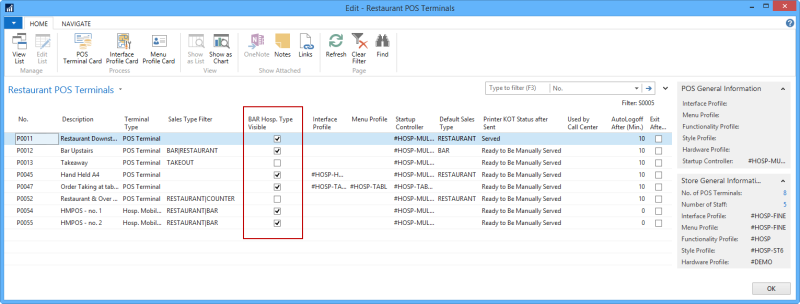 Edit - Restaurant POS Terminals
HOME NAVIGATE
View List
Edit List
POS Terminal Card
Interface Profile Card
Menu Profile Card
Show as List
Show as Chart
OneNote
Notes
Links
Refresh
Clear Filter
Find
Manage Process View Show Attached Page
Restaurant POS Terminals
Type to filter (F3) No.
Filter: S0005
No. Description Terminal Type Sales Type Filter BAR Hosp. Type Visible Interface Profile Menu Profile Startup Controller Default Sales Type Printer KOT Status after Sent Used by Call Center AutoLogoff After (Min.) Exit Afte...
P0011 Restaurant Downst... POS Terminal #HOSP-MUL... RESTAURANT Served 10
P0012 Bar Upstairs POS Terminal BAR|RESTAURANT #HOSP-MUL... BAR Ready to Be Manually Served 10
P0013 Takeaway POS Terminal TAKEOUT #HOSP-MUL... Ready to Be Manually Served 10
P0045 Hand Held A4 POS Terminal #HOSP-H... #HOSP-MUL... RESTAURANT Ready to Be Manually Served 10
P0047 Order Taking at tab... POS Terminal #HOSP-TA... #HOSP-TABL #HOSP-TAB... Ready to Be Manually Served 10
P0052 Restaurant & Over ... POS Terminal RESTAURANT|COUNTER #HOSP-MUL... RESTAURANT Ready to Be Manually Served 10
P0054 HMPOS - no. 1 Hosp. Mobil... RESTAURANT|BAR #HOSP-MUL... Ready to Be Manually Served 0
P0055 HMPOS - no. 2 Hosp. Mobil... RESTAURANT|BAR #HOSP-MUL... Ready to Be Manually Served 0
POS General Information
Interface Profile:
Menu Profile:
Functionality Profile:
Style Profile:
Hardware Profile:
Startup Controller: #HOSP-MU...
Store General Informati...
No. of POS Terminals: 8
Number of Staff: 5
Interface Profile: #HOSP-FINE
Menu Profile: #HOSP-FINE
Functionality Profile: #HOSP
Style Profile: #HOSP-ST6
Hardware Profile: #DEMO
OK